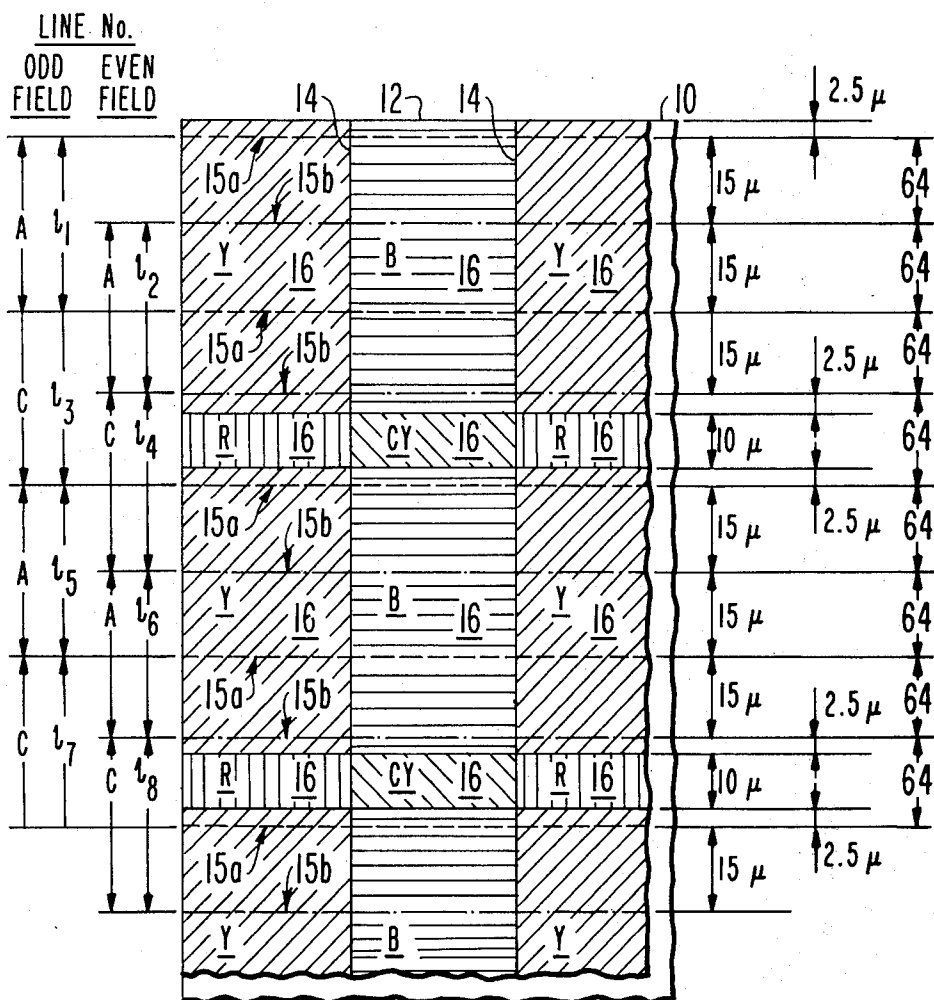 LINE No.
ODD FIELD
EVEN FIELD
14 12 14 10 2.5 μ
15a 15b 15 μ 64
A l1
Y 16 B 16 Y 16 15 μ 64
A l2
15a 15b 15 μ 64 2.5 μ
C l3
R 16 CY 16 R 16 10 μ 64
C l4
15a 15 μ 2.5 μ 64
15b
A l5
Y 16 B 16 Y 16 15 μ 64
A l6
15a 15b 15 μ 64 2.5 μ
C l7
R 16 CY 16 R 16 10 μ 64
C l8
15a 15b 15 μ 2.5 μ
Y B Y